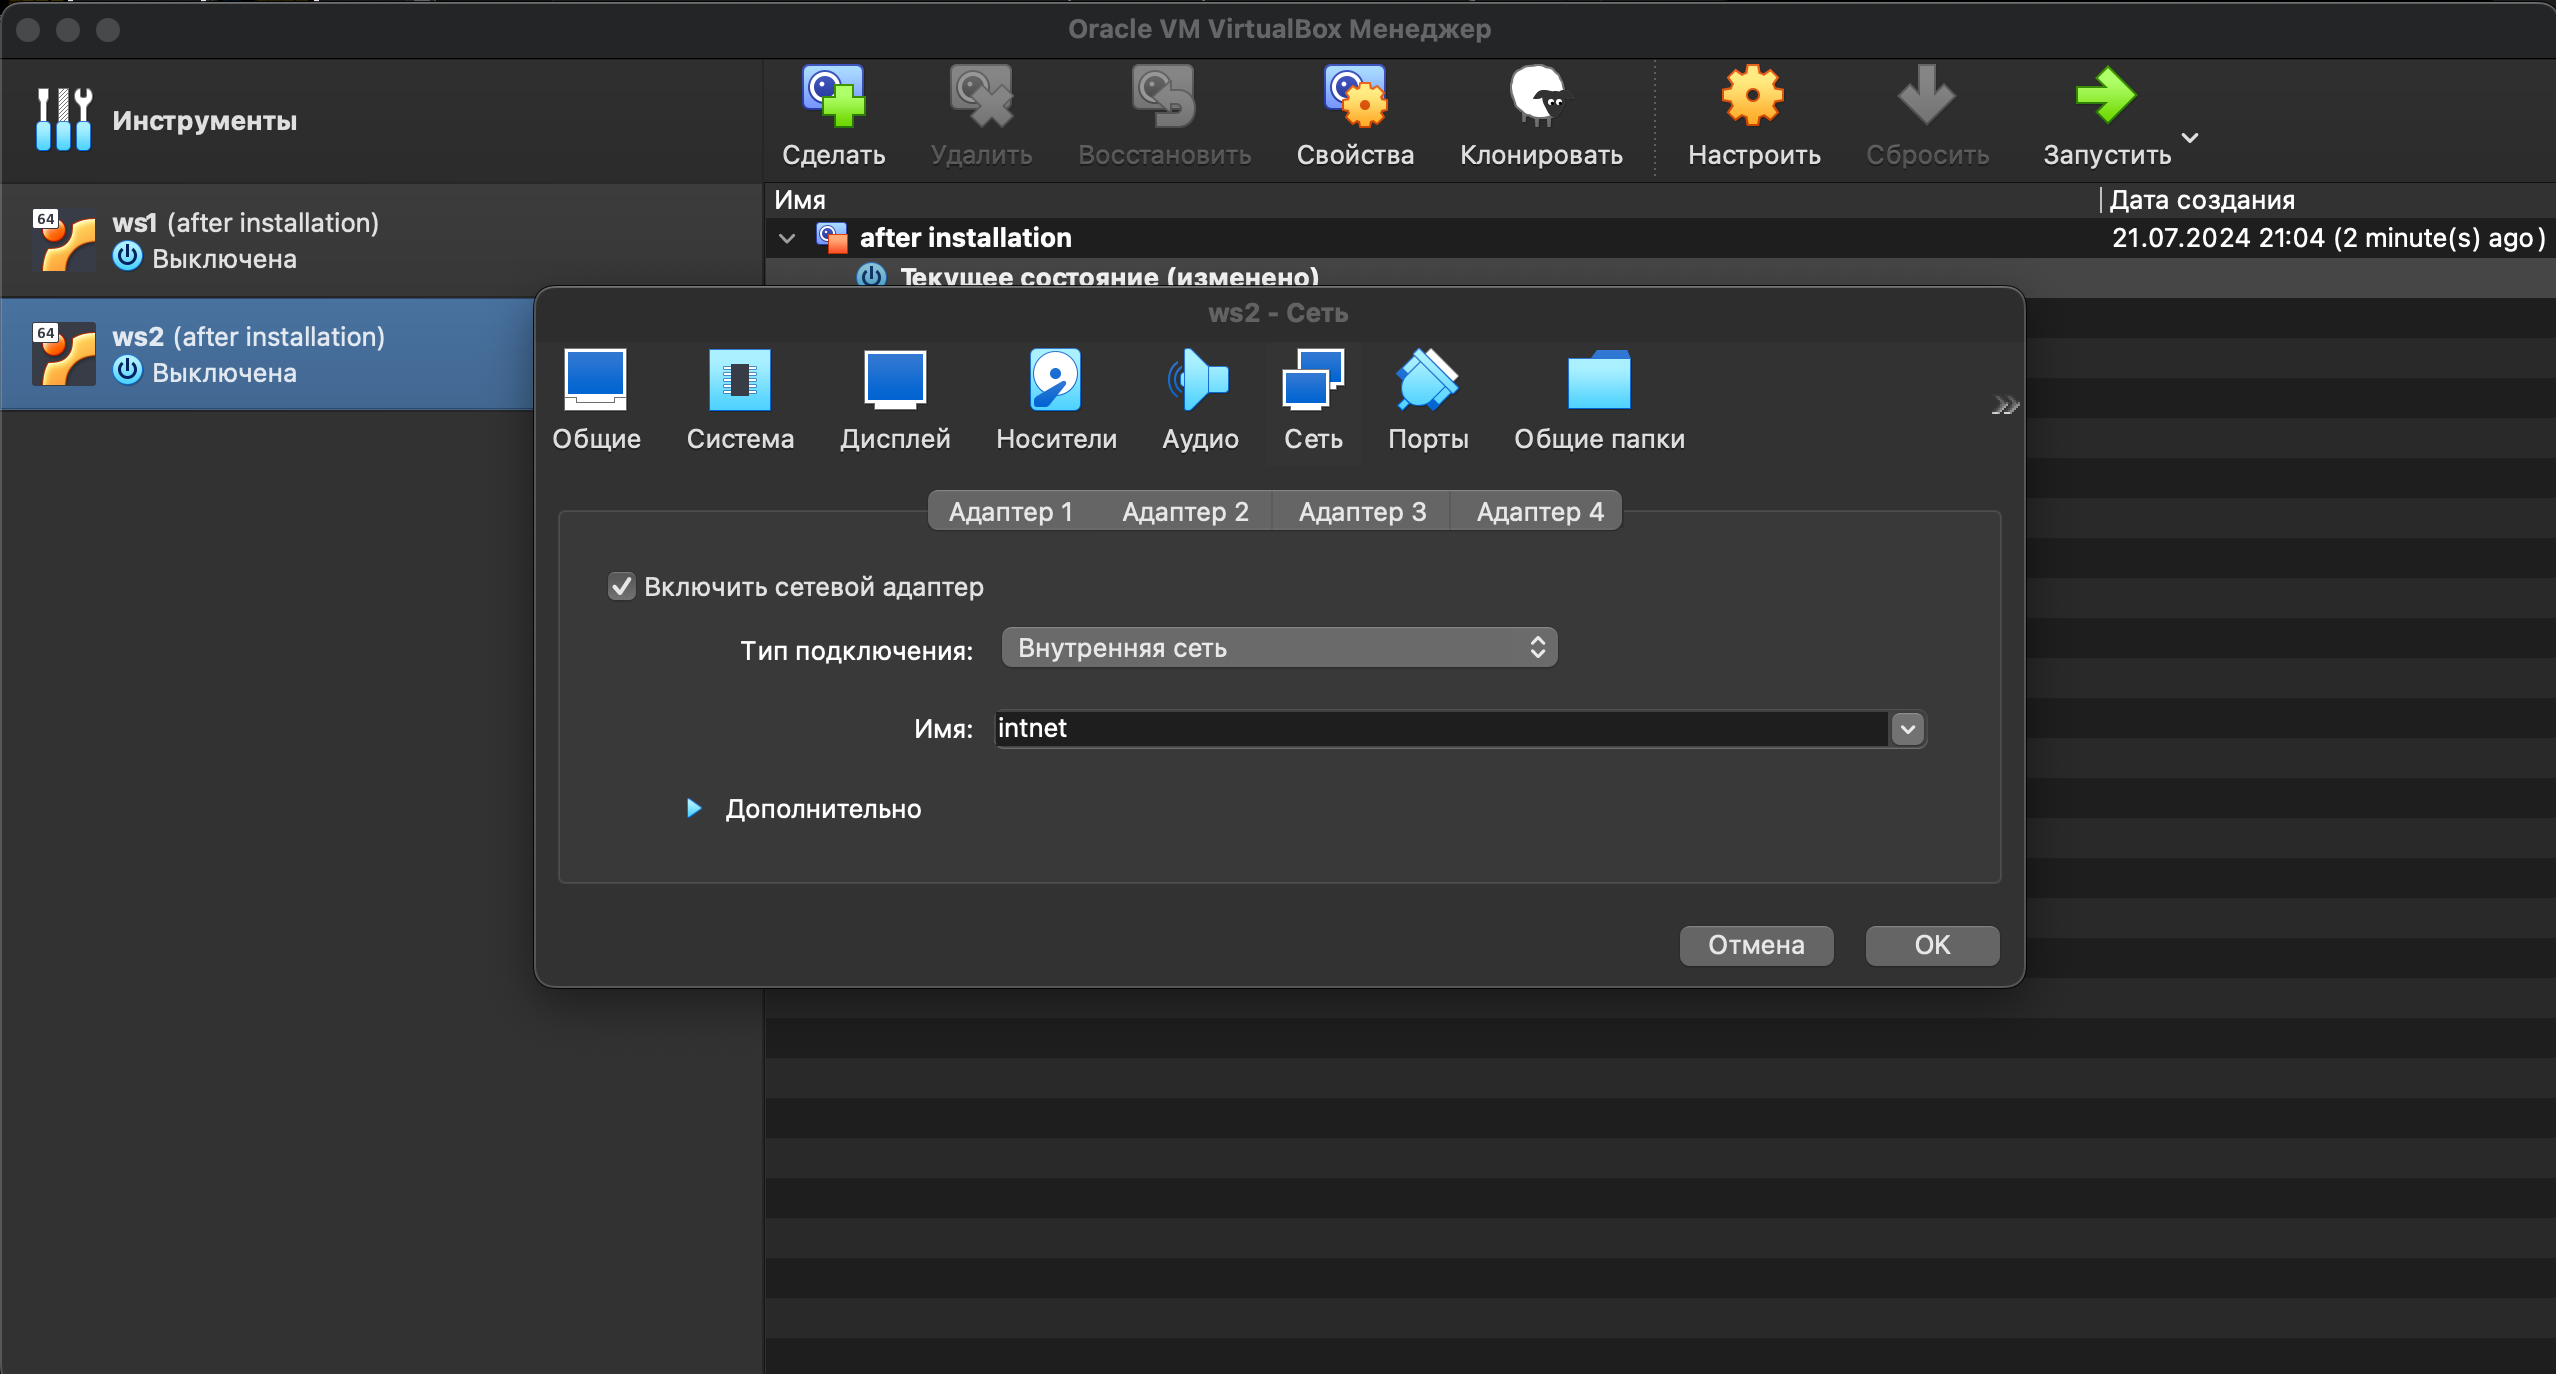 Oracle VM VirtualBox Менеджер
Инструменты
Сделать
Удалить
Восстановить
Свойства
Клонировать
Настроить
Сбросить
Запустить
64
ws1 (after installation)
Выключена
64
ws2 (after installation)
Выключена
Имя
Дата создания
after installation
21.07.2024 21:04 (2 minute(s) ago)
Текущее состояние (изменено)
ws2 - Сеть
Общие
Система
Дисплей
Носители
Аудио
Сеть
Порты
Общие папки
Адаптер 1
Адаптер 2
Адаптер 3
Адаптер 4
Включить сетевой адаптер
Тип подключения:
Внутренняя сеть
Имя:
intnet
Дополнительно
Отмена
OK